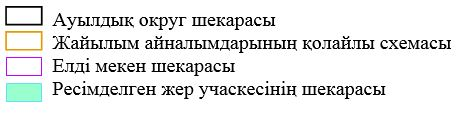 Ауылдық округ шекарасы
Жайылым айналымдарының қолайлы схемасы
Елді мекен шекарасы
Ресімделген жер учаскесінің шекарасы